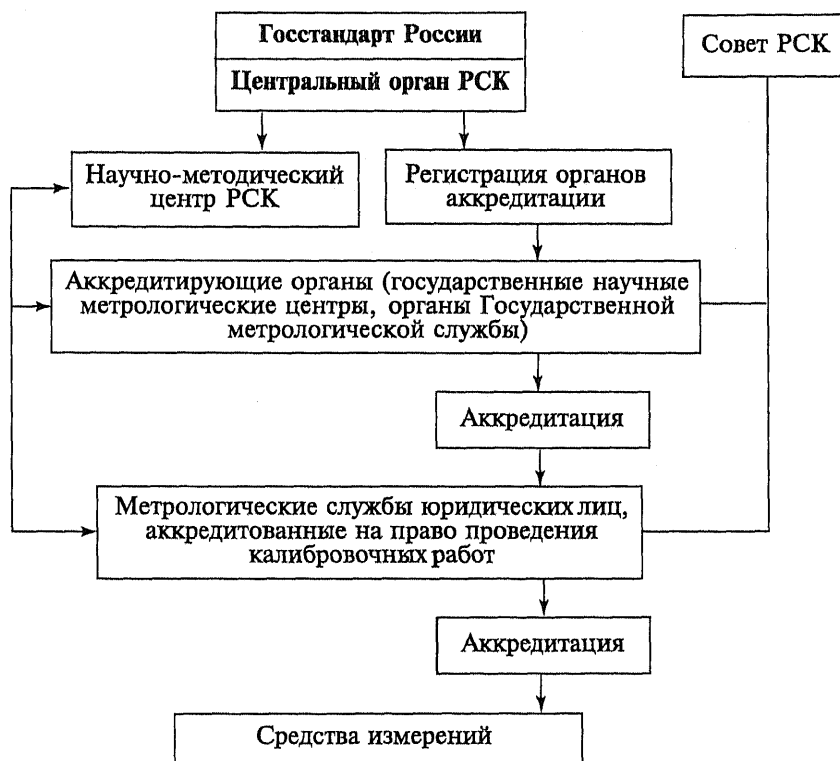 Госстандарт России
Центральный орган РСК
Совет РСК
Научно-методический
центр РСК
Регистрация органов
аккредитации
Аккредитирующие органы (государственные научные
метрологические центры, органы Государственной
метрологической службы)
Аккредитация
Метрологические службы юридических лиц,
аккредитованные на право проведения
калибровочных работ
Аккредитация
Средства измерений